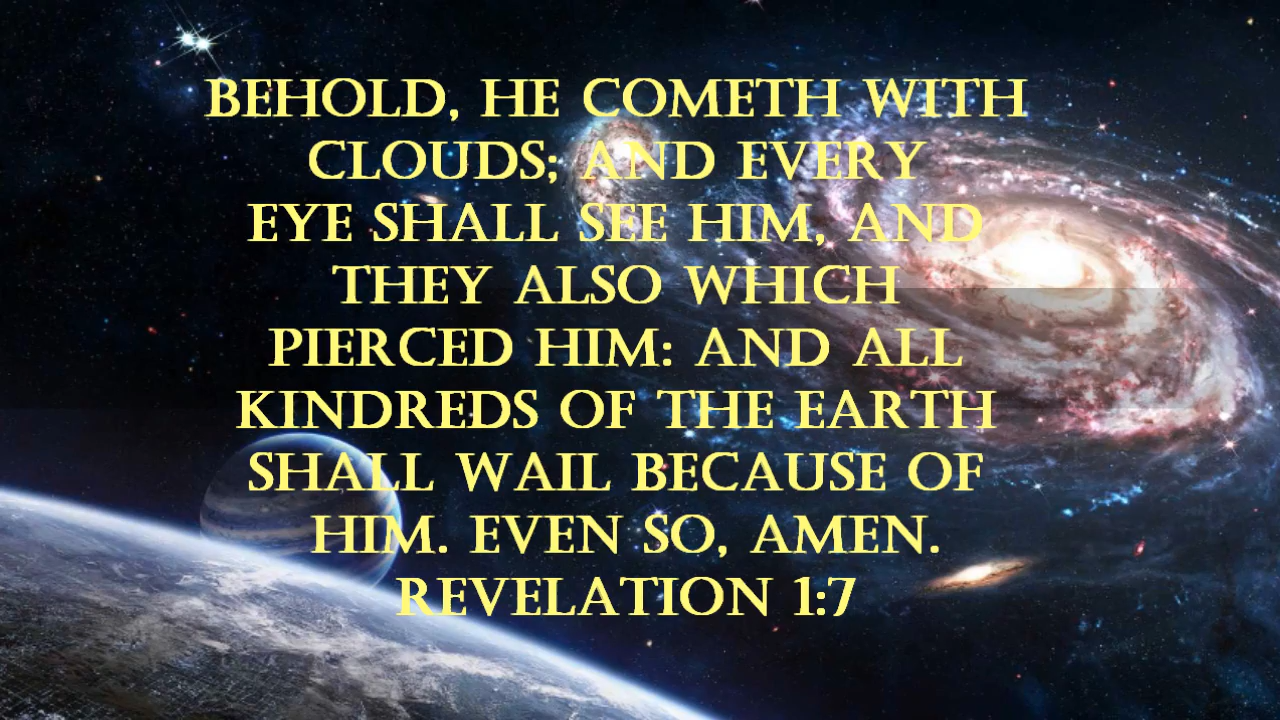 BEHOLD, HE COMETH WITH
CLOUDS; AND EVERY
EYE SHALL SEE HIM, AND
THEY ALSO WHICH
PIERCED HIM: AND ALL
KINDREDS OF THE EARTH
SHALL WAIL BECAUSE OF
HIM. EVEN SO, AMEN.
REVELATION 1:7